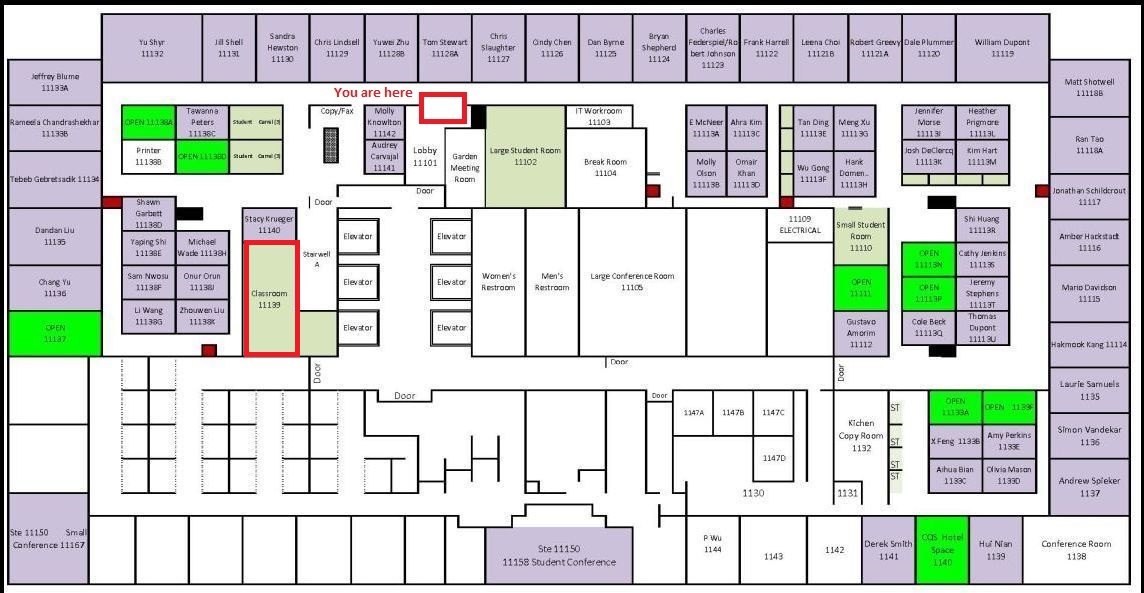 Yu Shyr
11132
Jill Shell
11131
Sandra
Hewston
11130
Chris Lindsell
11129
Yuwei Zhu
11128B
Tom Stewart
11128A
Chris
Slaughter
11127
Cindy Chen
11126
Dan Byrne
11125
Bryan
Shepherd
11124
Charles
Federspiel/Ro
bert Johnson
11123
Frank Harrell
11122
Leena Choi
11121B
Robert Greevy
11121A
Dale Plummer
11120
William Dupont
11119
Jeffrey Blume
11133A
Rameela Chandrashekhar
11133B
Tebeb Gebretsadik 11134
Dandan Liu
11135
Chang Yu
11136
OPEN
11137
You are here
OPEN 11138A
Tawanna
Peters
11138C
Student Carrel (3)
Printer
11138B
OPEN 11138D
Student Carrel (3)
Copy/Fax
Molly
Knowlton
11142
Audrey
Carvajal
11141
Lobby
11101
Garden
Meeting
Room
Large Student Room
11102
IT Workroom
11103
Break Room
11104
E McNeer
11113A
Ahra Kim
11113C
Molly
Olson
11113B
Omair
Khan
11113D
Tan Ding
11113E
Meng Xu
11113G
Wu Gong
11113F
Hank
Domen..
11113H
Jennifer
Morse
11113I
Heather
Prigmore
11113L
Josh DeClercq
11113K
Kim Hart
11113M
Matt Shotwell
11118B
Ran Tao
11118A
Jonathan Schildcrout
11117
Amber Hackstadt
11116
Mario Davidson
11115
Hakmook Kang 11114
Laurie Samuels
1135
Simon Vandekar
1136
Andrew Spieker
1137
Door
Door
Shawn
Garbett
11138D
Yaping Shi
11138E
Michael
Wade 11138H
Sam Nwosu
11138F
Onur Orun
11138J
Li Wang
11138G
Zhouwen Liu
11138K
Stacy Krueger
11140
Classroom
11139
Stairwell
A
Elevator
Elevator
Elevator
Elevator
Elevator
Elevator
Women's
Restroom
Men's
Restroom
Large Conference Room
11105
11109
ELECTRICAL
Small Student
Room
11110
OPEN
11111
Gustavo
Amorim
11112
Shi Huang
11113R
OPEN
11113N
Cathy Jenkins
11113S
OPEN
11113P
Jeremy
Stephens
11113T
Cole Beck
11113Q
Thomas
Dupont
11113U
Door
Door
Door
Door
Door
1147A
1147B
1147C
1147D
Kichen
Copy Room
1132
ST
ST
ST
ST
OPEN
11133A
OPEN 1133F
X Feng 1133B
Amy Perkins
1133E
Aihua Bian
1133C
Olivia Mason
1133D
1130
1131
Ste 11150 Small
Conference 11167
Ste 11150
11158 Student Conference
P Wu
1144
1143
1142
Derek Smith
1141
CQS Hotel
Space
1140
Hui Nian
1139
Conference Room
1138